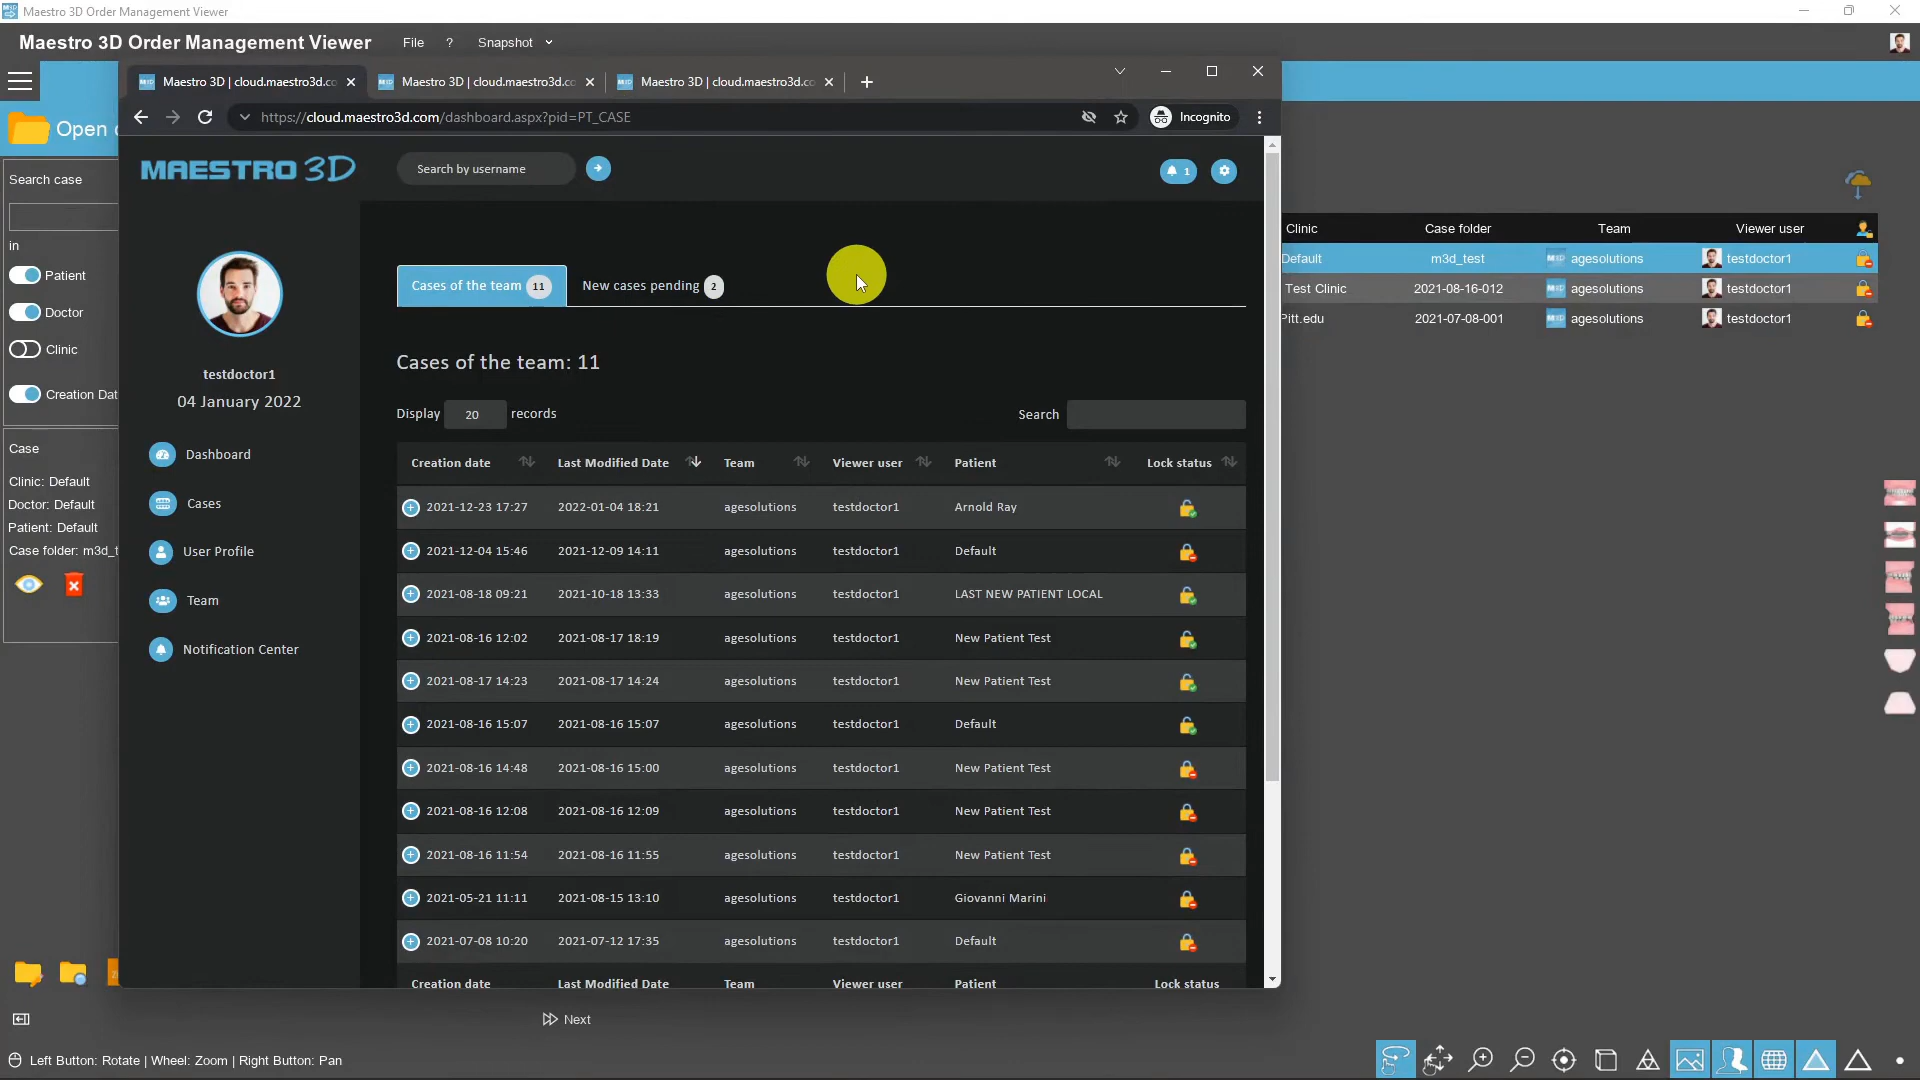 Maestro 3D Order Management Viewer
Maestro 3D Order Management Viewer File ? Snapshot
Maestro 3D | cloud.maestro3d.co Maestro 3D | cloud.maestro3d.co Maestro 3D | cloud.maestro3d.co
https://cloud.maestro3d.com/dashboard.aspx?pid=PT_CASE Incognito
Open
MAESTRO 3D Search by username 1
Search case
in
Patient
Doctor
Clinic
Creation Dat
Case
Clinic: Default
Doctor: Default
Patient: Default
Case folder: m3d_t
testdoctor1
04 January 2022
Dashboard
Cases
User Profile
Team
Notification Center
Cases of the team 11 New cases pending 2
Cases of the team: 11
Display 20 records Search
Creation date Last Modified Date Team Viewer user Patient Lock status
2021-12-23 17:27 2022-01-04 18:21 agesolutions testdoctor1 Arnold Ray
2021-12-04 15:46 2021-12-09 14:11 agesolutions testdoctor1 Default
2021-08-18 09:21 2021-10-18 13:33 agesolutions testdoctor1 LAST NEW PATIENT LOCAL
2021-08-16 12:02 2021-08-17 18:19 agesolutions testdoctor1 New Patient Test
2021-08-17 14:23 2021-08-17 14:24 agesolutions testdoctor1 New Patient Test
2021-08-16 15:07 2021-08-16 15:07 agesolutions testdoctor1 Default
2021-08-16 14:48 2021-08-16 15:00 agesolutions testdoctor1 New Patient Test
2021-08-16 12:08 2021-08-16 12:09 agesolutions testdoctor1 New Patient Test
2021-08-16 11:54 2021-08-16 11:55 agesolutions testdoctor1 New Patient Test
2021-05-21 11:11 2021-08-15 13:10 agesolutions testdoctor1 Giovanni Marini
2021-07-08 10:20 2021-07-12 17:35 agesolutions testdoctor1 Default
Creation date Last Modified Date Team Viewer user Patient Lock status
Clinic Case folder Team Viewer user
Default m3d_test agesolutions testdoctor1
Test Clinic 2021-08-16-012 agesolutions testdoctor1
Pitt.edu 2021-07-08-001 agesolutions testdoctor1
Next
Left Button: Rotate | Wheel: Zoom | Right Button: Pan